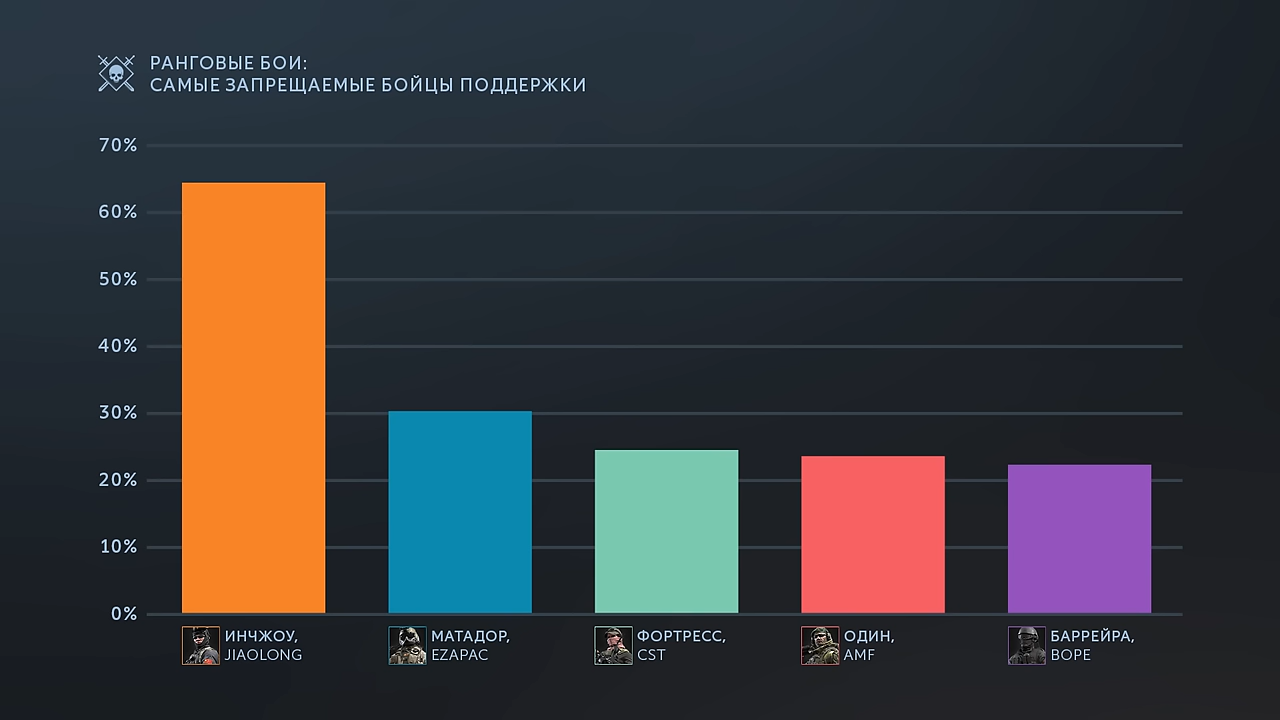 РАНГОВЫЕ БОИ:
САМЫЕ ЗАПРЕЩАЕМЫЕ БОЙЦЫ ПОДДЕРЖКИ
70%
60%
50%
40%
30%
20%
10%
0%
ИНЧЖОУ,
JIAOLONG
МАТАДОР,
EZAPAC
ФОРТРЕСС,
CST
ОДИН,
AMF
БАРРЕЙРА,
BOPE